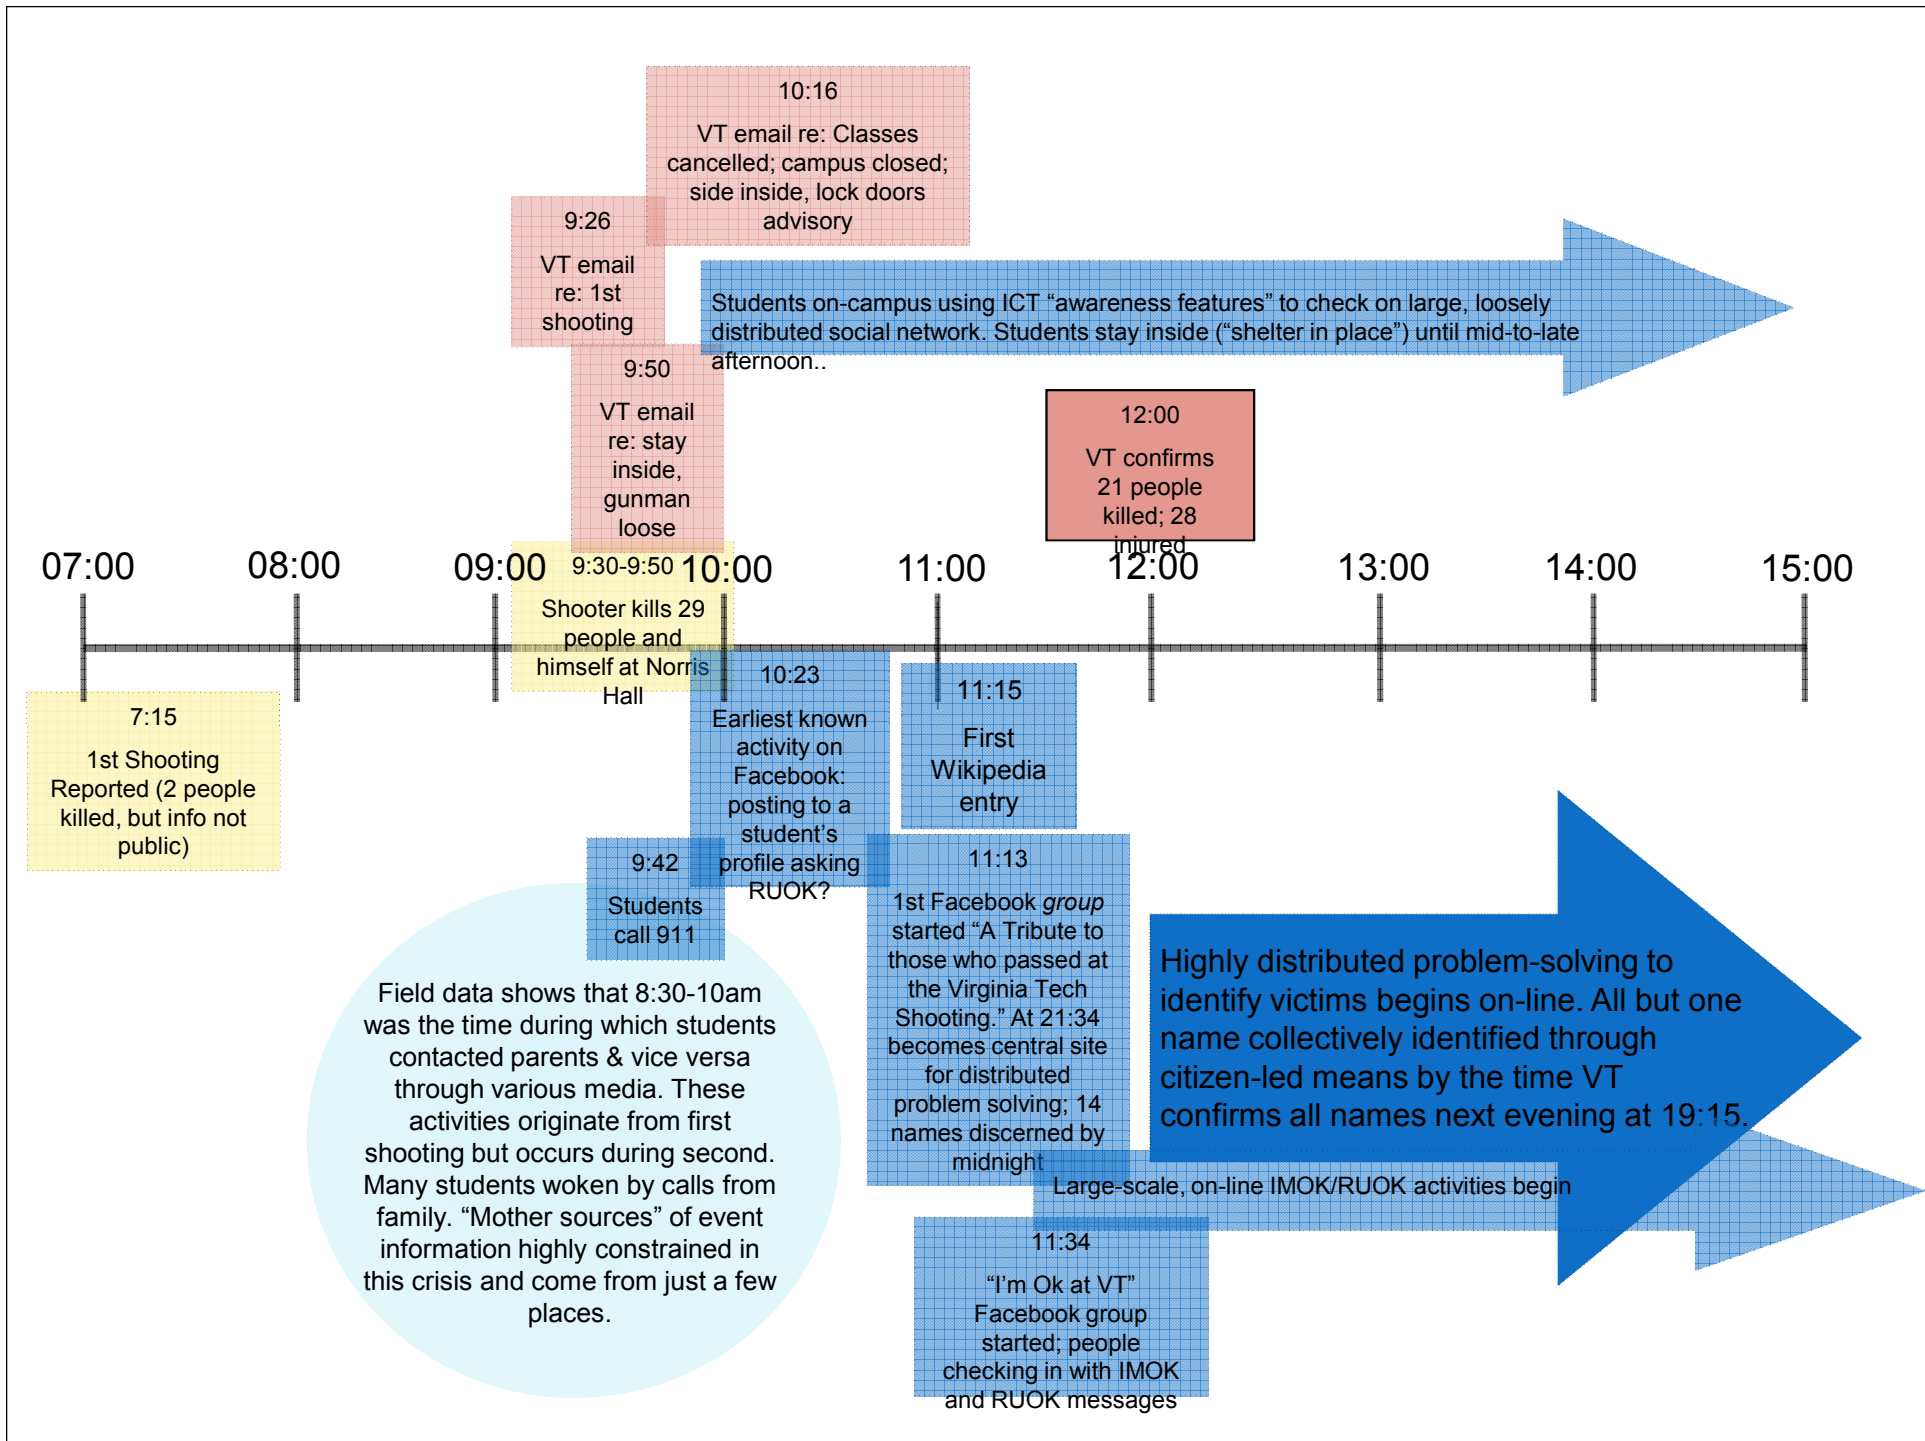 10:16
VT email re: Classes
cancelled; campus closed;
side inside, lock doors
advisory
9:26
VT email
re: 1st
shooting
Students on-campus using ICT “awareness features” to check on large, loosely
distributed social network. Students stay inside (“shelter in place”) until mid-to-late
afternoon..
9:50
VT email
re: stay
inside,
gunman
loose
12:00
VT confirms
21 people
killed; 28
injured
07:00
08:00
09:00
10:00
11:00
12:00
13:00
14:00
15:00
9:30-9:50
Shooter kills 29
people and
himself at Norris
Hall
7:15
1st Shooting
Reported (2 people
killed, but info not
public)
10:23
Earliest known
activity on
Facebook:
posting to a
student’s
profile asking
RUOK?
11:15
First
Wikipedia
entry
9:42
Students
call 911
11:13
1st Facebook group
started “A Tribute to
those who passed at
the Virginia Tech
Shooting.” At 21:34
becomes central site
for distributed
problem solving; 14
names discerned by
midnight
Highly distributed problem-solving to
identify victims begins on-line. All but one
name collectively identified through
citizen-led means by the time VT
confirms all names next evening at 19:15.
Field data shows that 8:30-10am
was the time during which students
contacted parents & vice versa
through various media. These
activities originate from first
shooting but occurs during second.
Many students woken by calls from
family. “Mother sources” of event
information highly constrained in
this crisis and come from just a few
places.
Large-scale, on-line IMOK/RUOK activities begin
11:34
“I’m Ok at VT”
Facebook group
started; people
checking in with IMOK
and RUOK messages